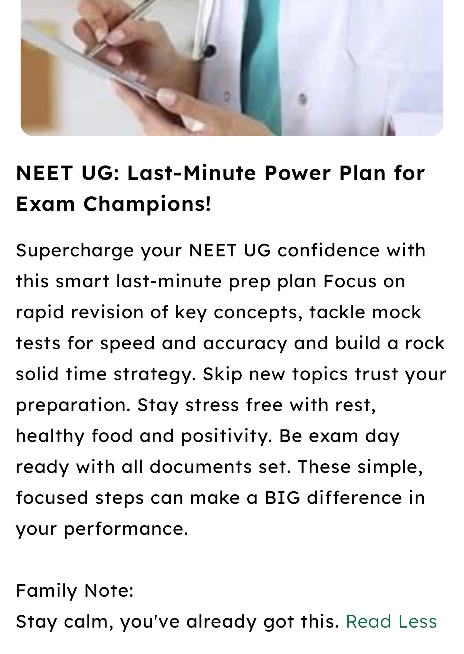 NEET UG: Last-Minute Power Plan for
Exam Champions!
Supercharge your NEET UG confidence with
this smart last-minute prep plan Focus on
rapid revision of key concepts, tackle mock
tests for speed and accuracy and build a rock
solid time strategy. Skip new topics trust your
preparation. Stay stress free with rest,
healthy food and positivity. Be exam day
ready with all documents set. These simple,
focused steps can make a BIG difference in
your performance.
Family Note:
Stay calm, you've already got this. Read Less